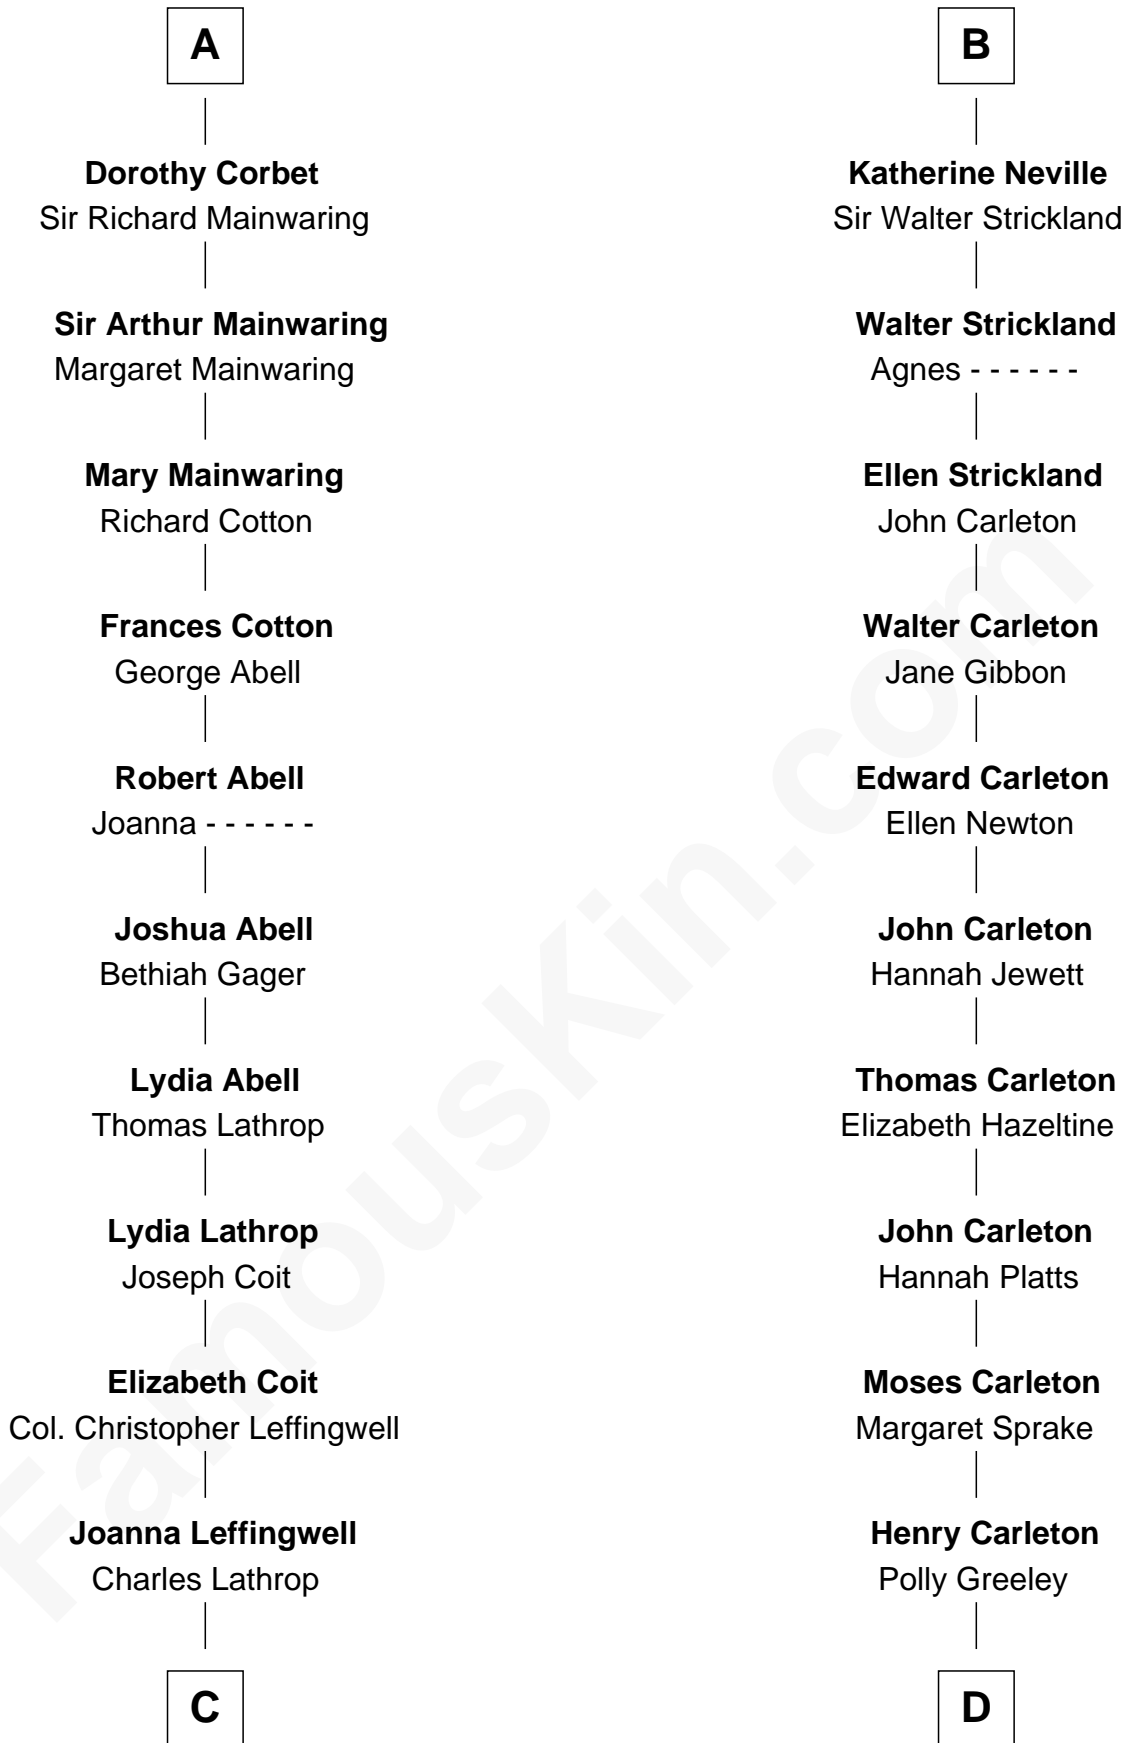 A
Dorothy Corbet
Sir Richard Mainwaring
Sir Arthur Mainwaring
Margaret Mainwaring
Mary Mainwaring
Richard Cotton
Frances Cotton
George Abell
Robert Abell
Joanna - - - - - -
Joshua Abell
Bethiah Gager
Lydia Abell
Thomas Lathrop
Lydia Lathrop
Joseph Coit
Elizabeth Coit
Col. Christopher Leffingwell
Joanna Leffingwell
Charles Lathrop
C
B
Katherine Neville
Sir Walter Strickland
Walter Strickland
Agnes - - - - - -
Ellen Strickland
John Carleton
Walter Carleton
Jane Gibbon
Edward Carleton
Ellen Newton
John Carleton
Hannah Jewett
Thomas Carleton
Elizabeth Hazeltine
John Carleton
Hannah Platts
Moses Carleton
Margaret Sprake
Henry Carleton
Polly Greeley
D
FamousKin.com